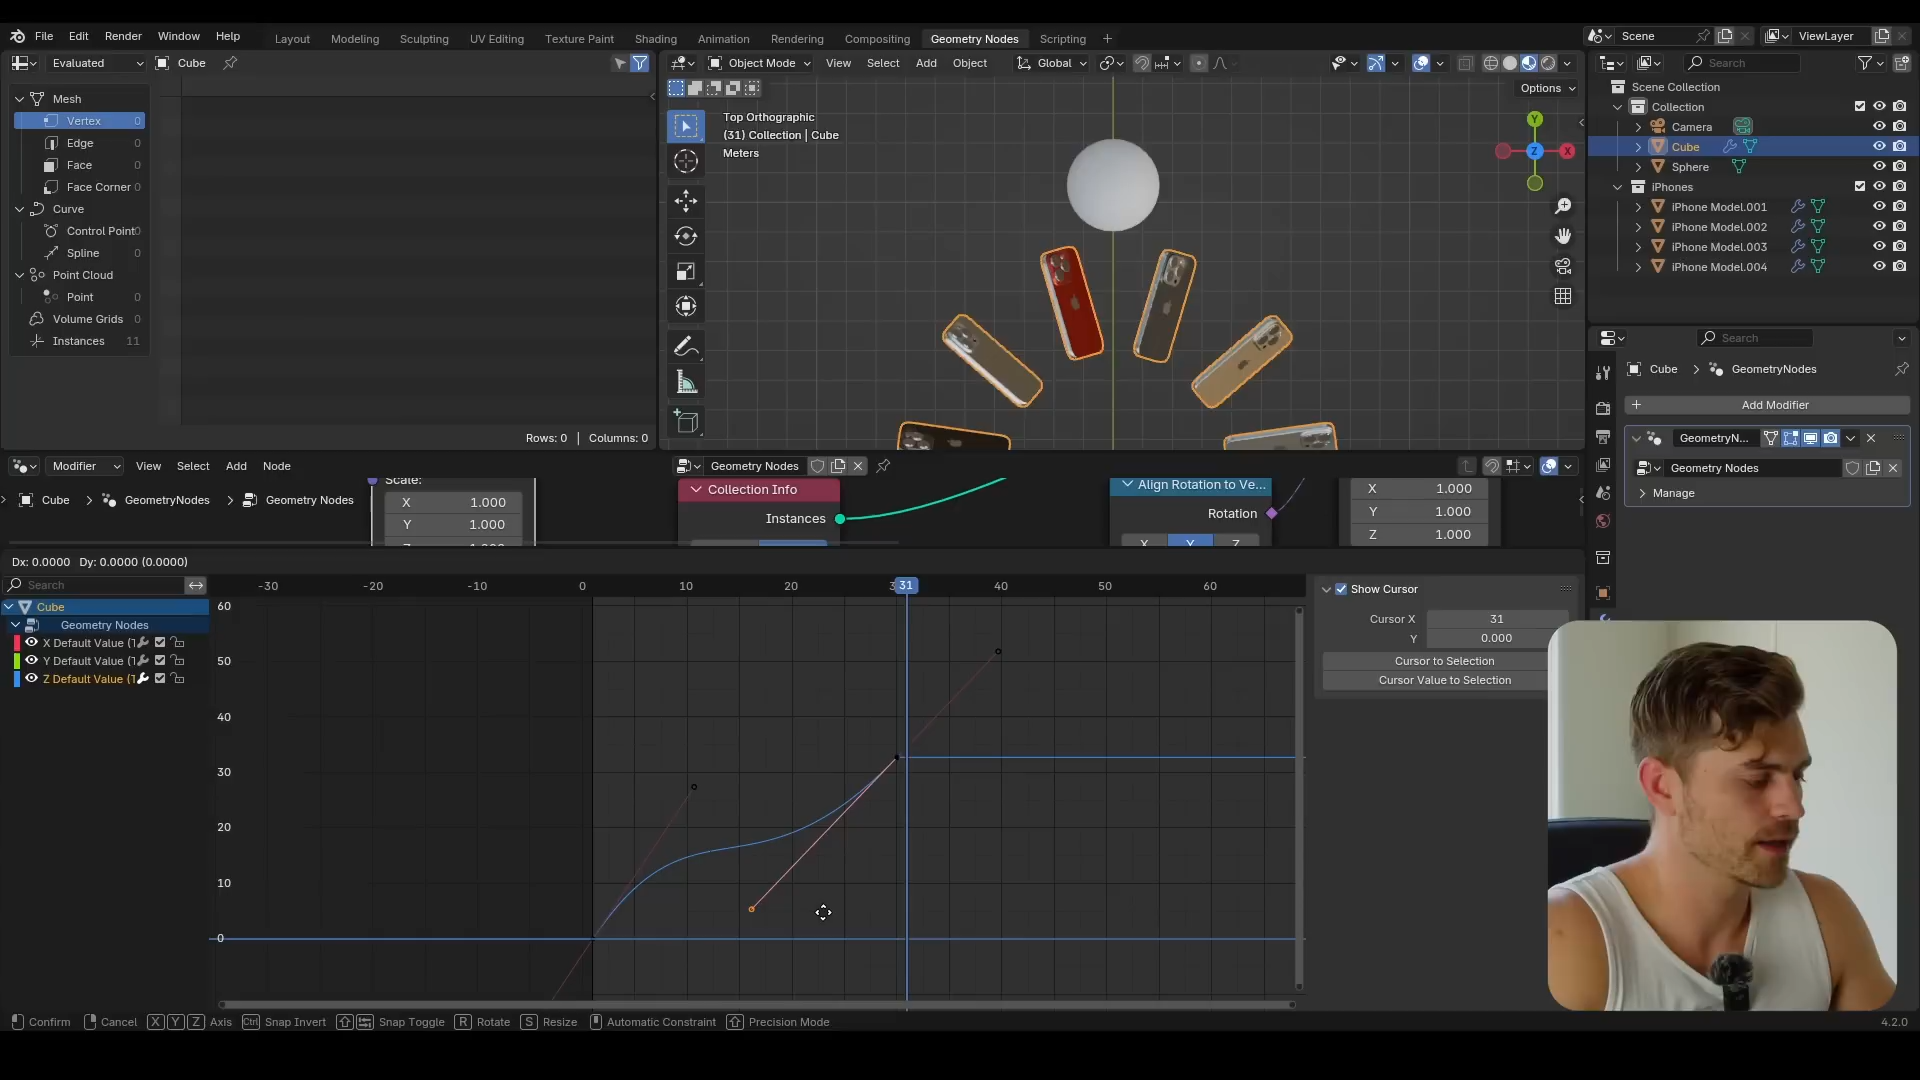 File Edit Render Window Help
Layout Modeling Sculpting UV Editing Texture Paint Shading Animation Rendering Compositing Geometry Nodes Scripting +
Scene
ViewLayer
Evaluated
Cube
Object Mode View Select Add Object
Global
Search
Options
Mesh
Vertex 0
Edge 0
Face 0
Face Corner 0
Curve
Control Point 0
Spline 0
Point Cloud
Point 0
Volume Grids 0
Instances 11
Rows: 0 | Columns: 0
Top Orthographic
(31) Collection | Cube
Meters
Y
Z
X
Scene Collection
Collection
Camera
Cube
Sphere
iPhones
iPhone Model.001
iPhone Model.002
iPhone Model.003
iPhone Model.004
Search
Cube > GeometryNodes
+ Add Modifier
GeometryN...
Geometry Nodes
Manage
Modifier View Select Add Node
Geometry Nodes
Cube > GeometryNodes > Geometry Nodes
Scale:
X 1.000
Y 1.000
Collection Info
Instances
Align Rotation to Ve...
Rotation
X Y Z
X 1.000
Y 1.000
Z 1.000
Dx: 0.0000 Dy: 0.0000 (0.0000)
Search
-30 -20 -10 0 10 20 31 40 50 60
Cube
Geometry Nodes
X Default Value (
Y Default Value (
Z Default Value (
60
50
40
30
20
10
0
Show Cursor
Cursor X 31
Y 0.000
Cursor to Selection
Cursor Value to Selection
Confirm Cancel X Y Z Axis Ctrl Snap Invert Snap Toggle R Rotate S Resize Automatic Constraint Precision Mode
4.2.0